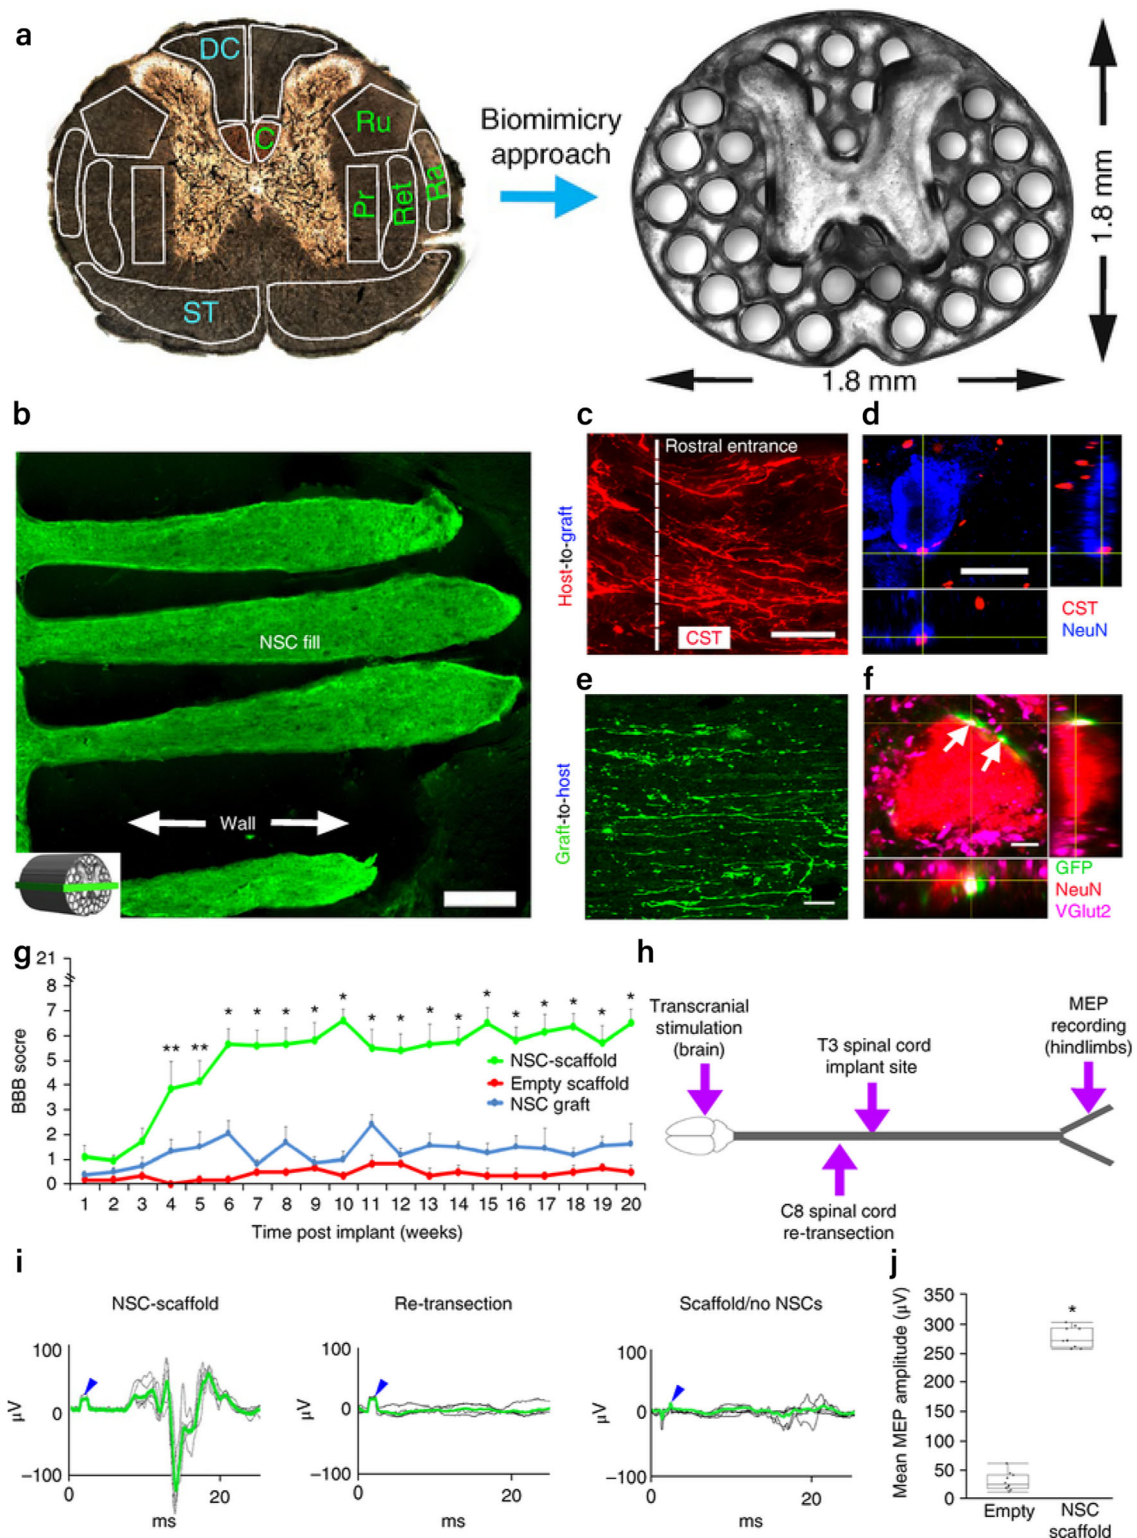 a
DC
C
Ru
Pr
Ret
Ra
ST
Biomimicry
approach
1.8 mm
1.8 mm
b
NSC fill
Wall
c
Rostral entrance
CST
Host-to-graft
d
CST
NeuN
e
Graft-to-host
f
GFP
NeuN
VGlut2
g
BBB socre
21
8
7
6
5
4
3
2
1
0
** ** * * * * * * * * * * * * * * *
NSC-scaffold
Empty scaffold
NSC graft
1 2 3 4 5 6 7 8 9 10 11 12 13 14 15 16 17 18 19 20
Time post implant (weeks)
h
Transcranial
stimulation
(brain)
T3 spinal cord
implant site
MEP
recording
(hindlimbs)
C8 spinal cord
re-transection
i
NSC-scaffold
μV
100
0
−100
0 20
ms
Re-transection
μV
100
0
−100
0 20
ms
Scaffold/no NSCs
μV
100
0
−100
0 20
ms
j
Mean MEP amplitude (μV)
350
300
250
200
150
100
50
0
*
Empty
NSC
scaffold